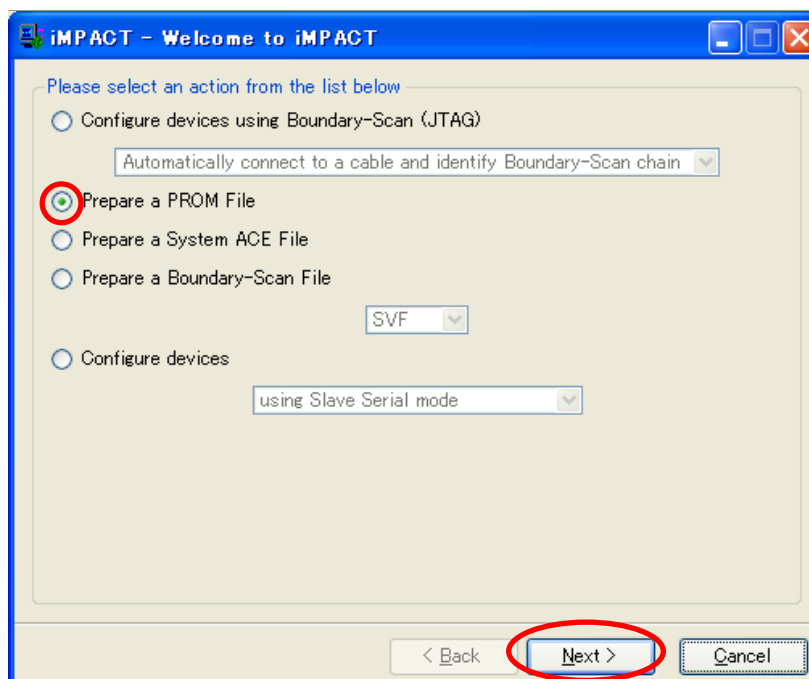 iMPACT - Welcome to iMPACT
Please select an action from the list below
Configure devices using Boundary-Scan (JTAG)
Automatically connect to a cable and identify Boundary-Scan chain
Prepare a PROM File
Prepare a System ACE File
Prepare a Boundary-Scan File
SVF
Configure devices
using Slave Serial mode
< Back Next > Cancel